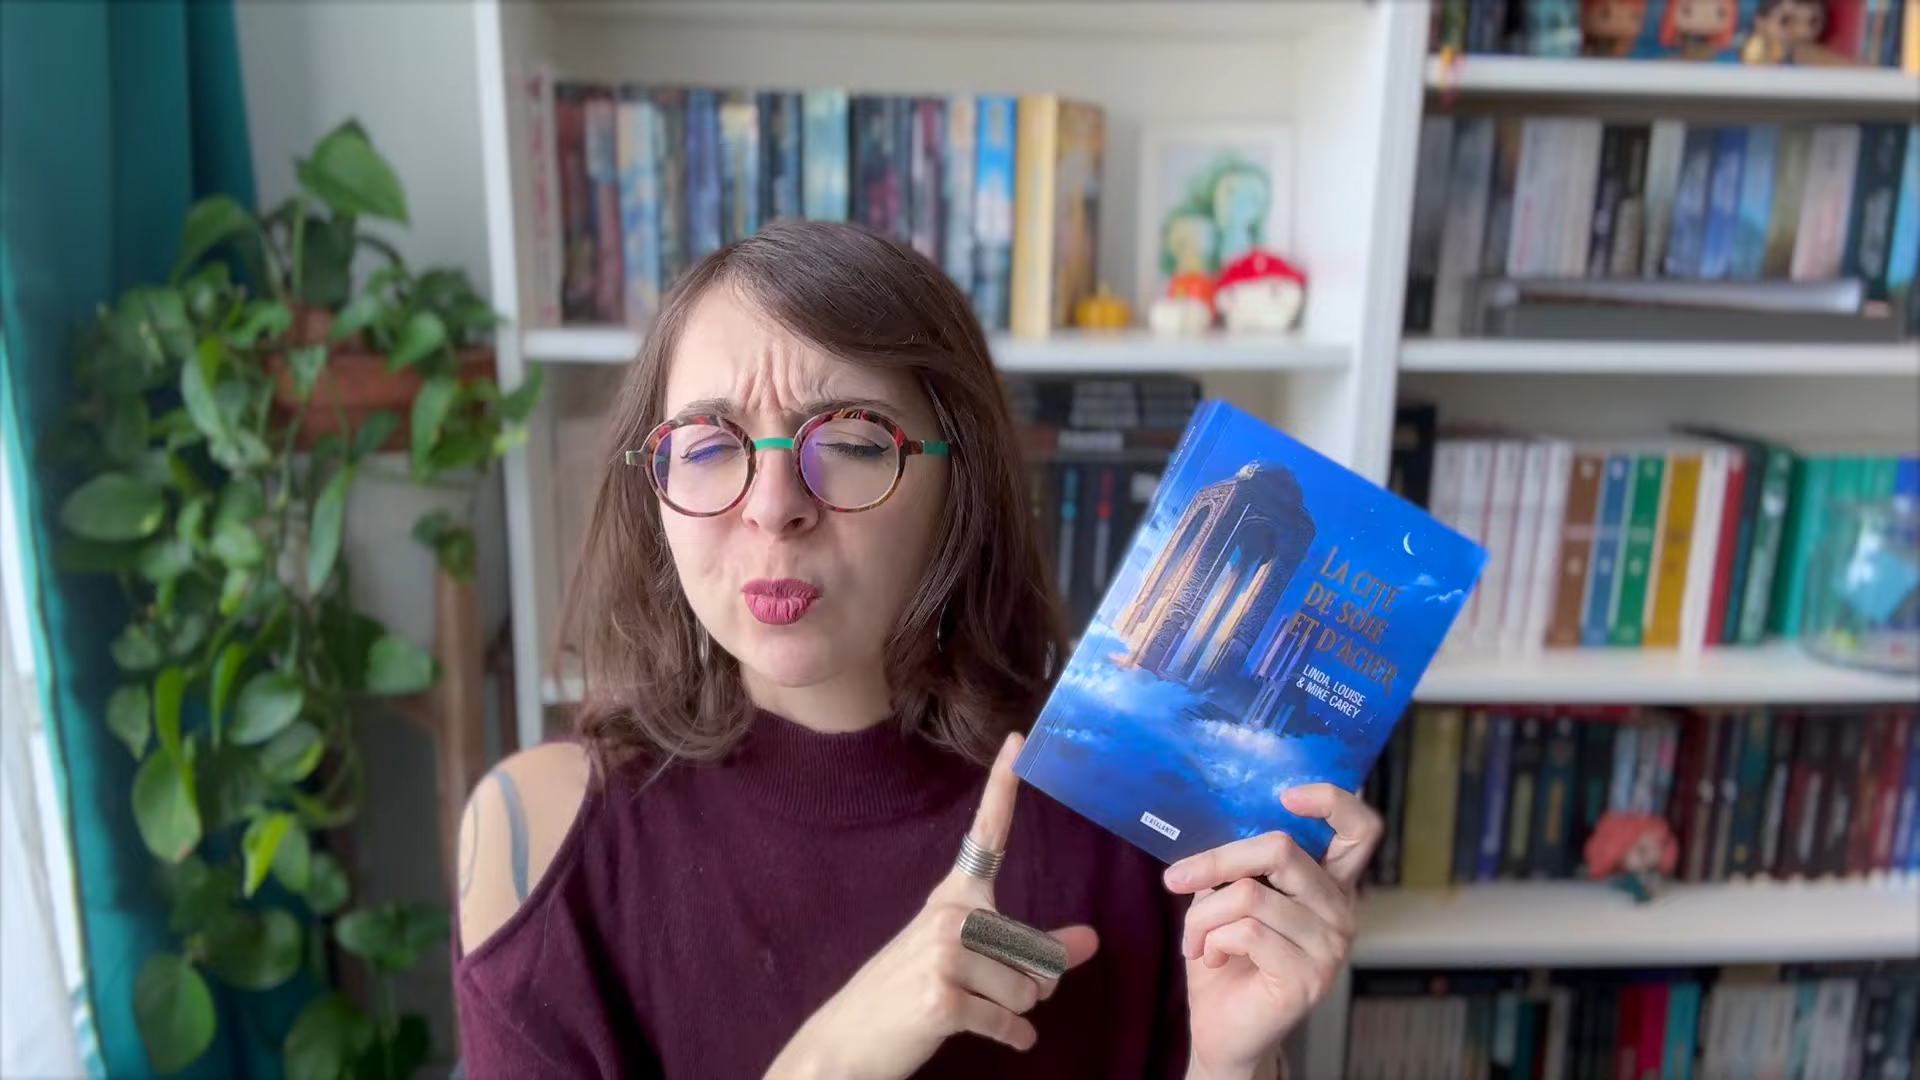 LA CITÉ
DE SOIE
ET D'ACIER
LINDA, LOUISE
& MIKE CAREY
L'ATALANTE